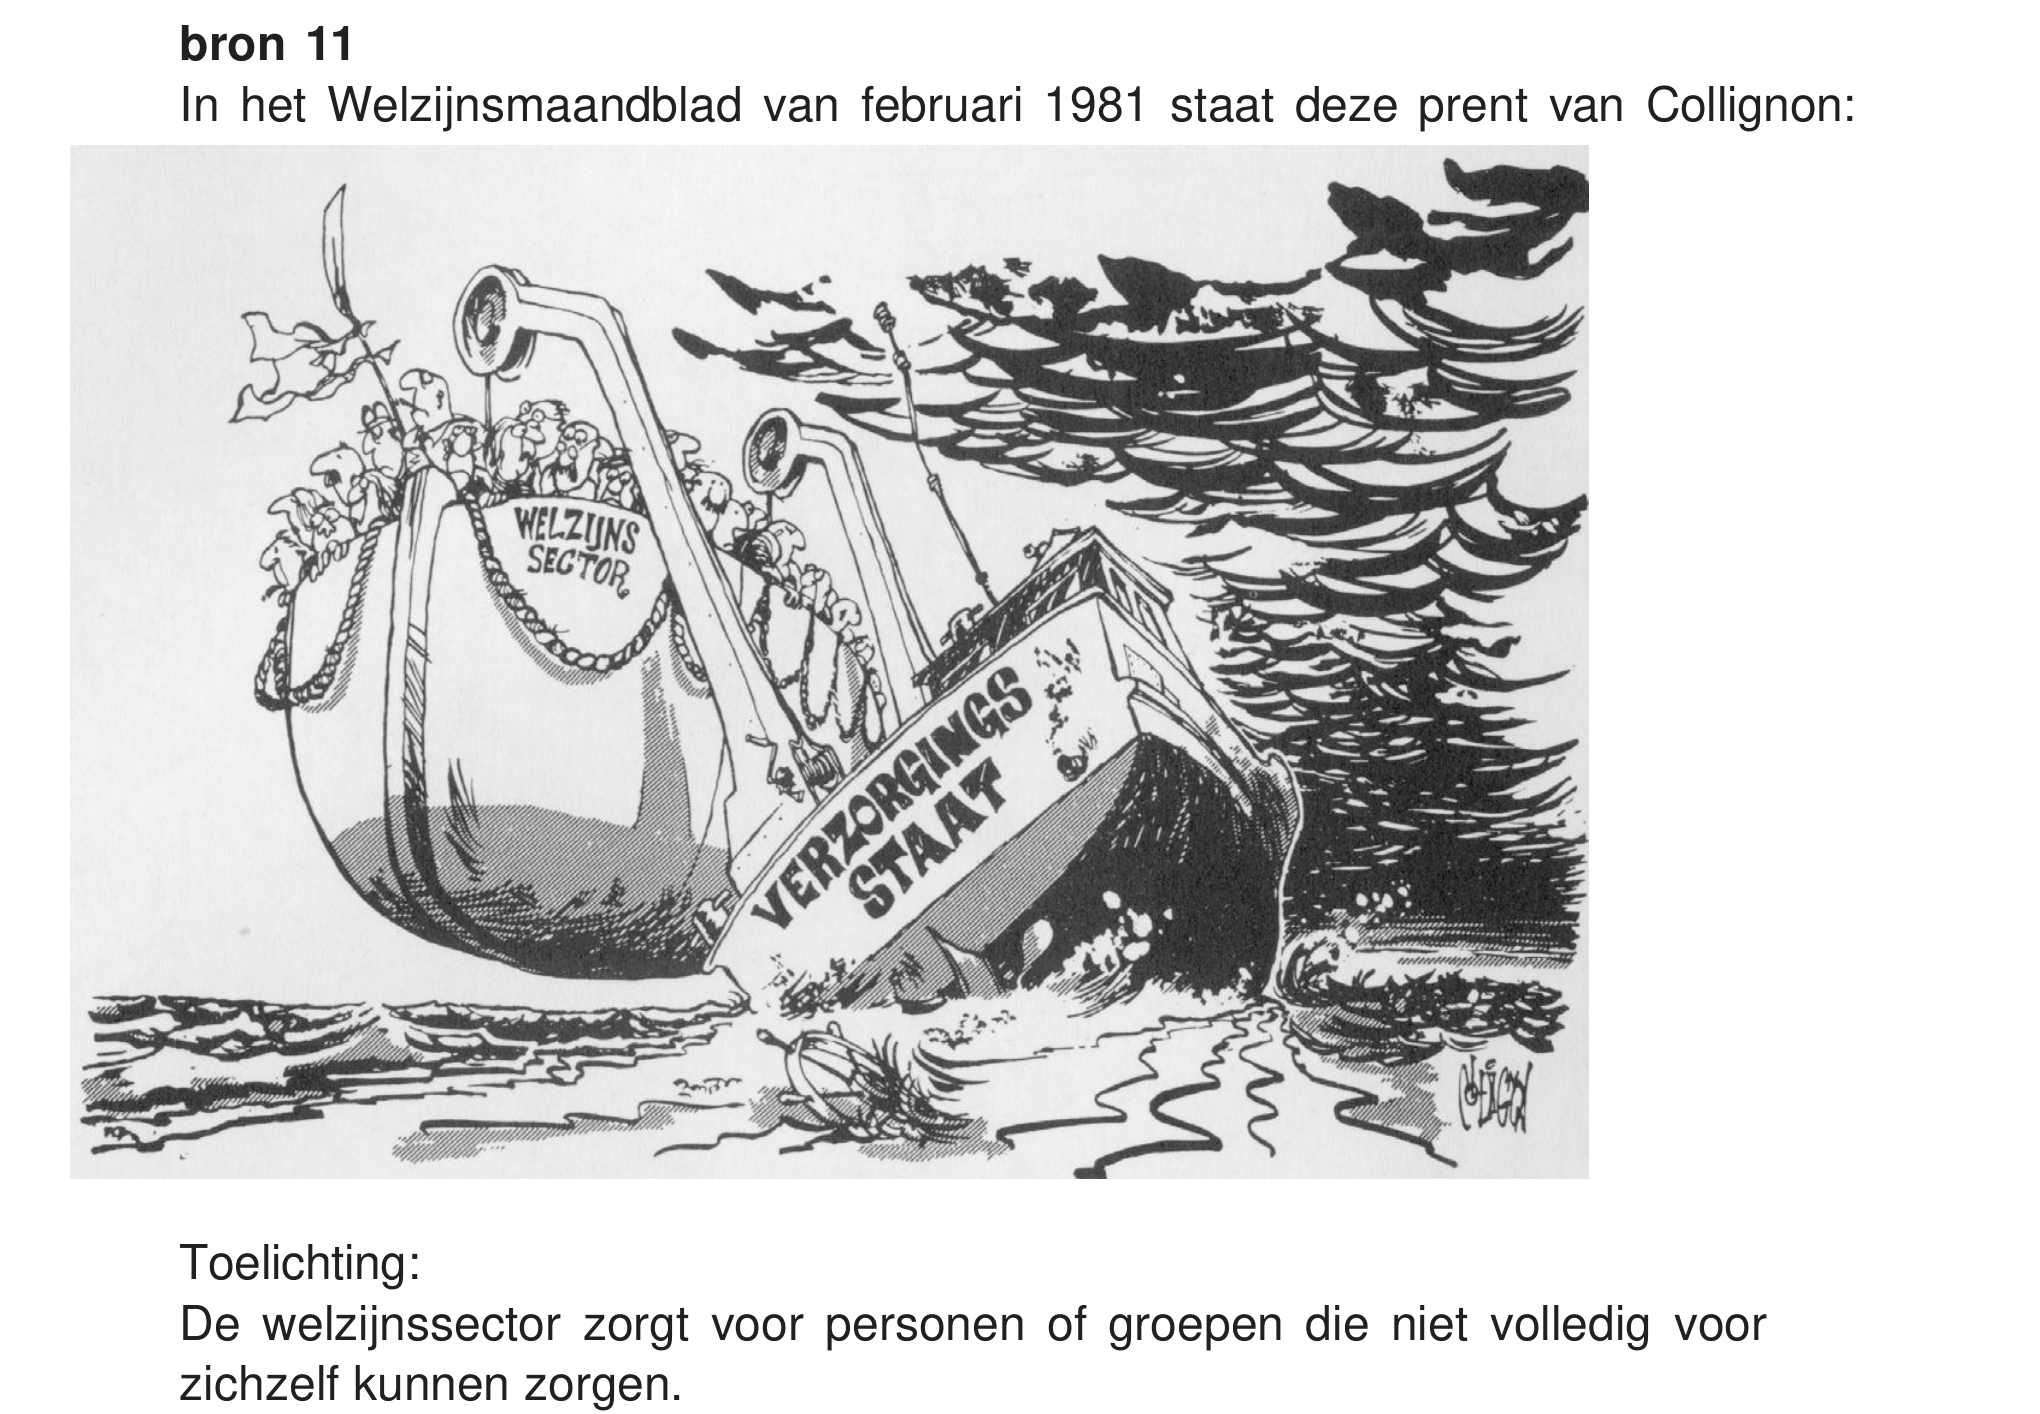 bron 11
In het Welzijnsmaandblad van februari 1981 staat deze prent van Collignon:
WELZIJNS
SECTOR
VERZORGINGS
STAAT
Toelichting:
De welzijnssector zorgt voor personen of groepen die niet volledig voor
zichzelf kunnen zorgen.